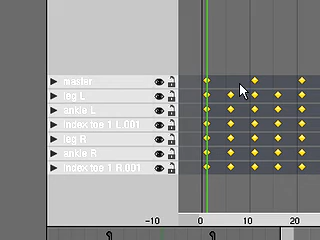 master
leg L
ankle L
index toe 1 L.001
leg R
ankle R
index toe 1 R.001
-10 0 10 20